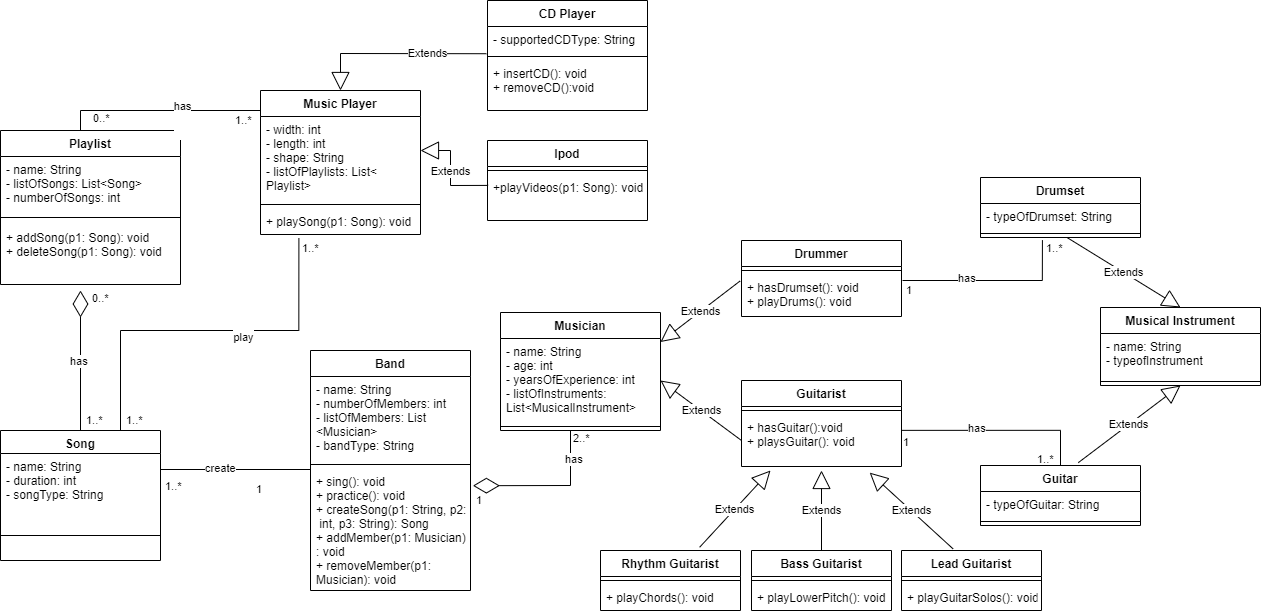 CD Player
- supportedCDType: String
+ insertCD(): void
+ removeCD():void
Extends
Music Player
- width: int
- length: int
- shape: String
- listOfPlaylists: List<
Playlist>
+ playSong(p1: Song): void
has
0..*
1..*
Playlist
- name: String
- listOfSongs: List<Song>
- numberOfSongs: int
+ addSong(p1: Song): void
+ deleteSong(p1: Song): void
Ipod
+playVideos(p1: Song): void
Extends
1..*
play
1..*
0..*
has
1..*
Song
- name: String
- duration: int
- songType: String
create
1..*
1
Band
- name: String
- numberOfMembers: int
- listOfMembers: List
<Musician>
- bandType: String
+ sing(): void
+ practice(): void
+ createSong(p1: String, p2:
int, p3: String): Song
+ addMember(p1: Musician)
: void
+ removeMember(p1:
Musician): void
1
has
2..*
Musician
- name: String
- age: int
- yearsOfExperience: int
- listOfInstruments:
List<MusicalInstrument>
Extends
Extends
Drummer
+ hasDrumset(): void
+ playDrums(): void
1
has
1..*
Drumset
- typeOfDrumset: String
Extends
Musical Instrument
- name: String
- typeofInstrument
Extends
Guitarist
+ hasGuitar():void
+ playsGuitar(): void
1
has
1..*
Guitar
- typeOfGuitar: String
Extends
Extends
Extends
Rhythm Guitarist
+ playChords(): void
Bass Guitarist
+ playLowerPitch(): void
Lead Guitarist
+ playGuitarSolos(): void